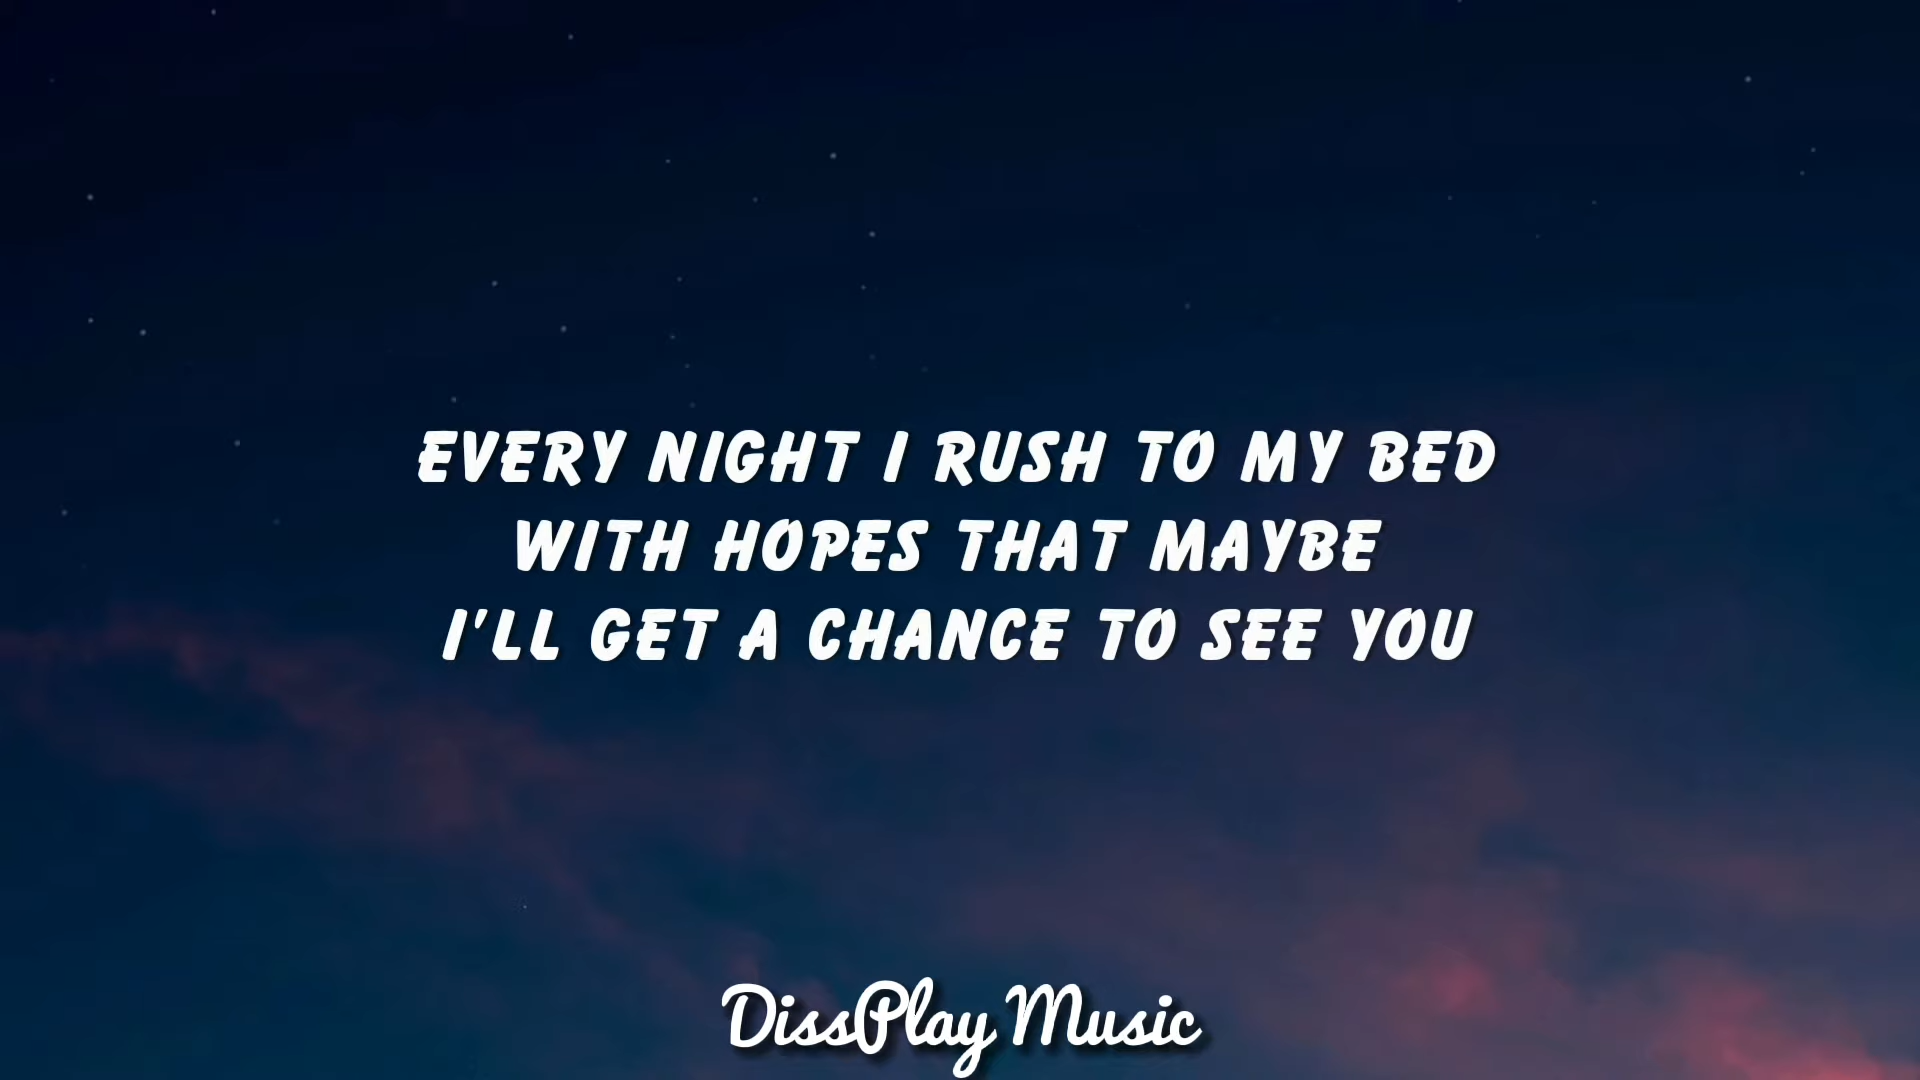 EVERY NIGHT I RUSH TO MY BED
WITH HOPES THAT MAYBE
I'LL GET A CHANCE TO SEE YOU
DissPlay Music